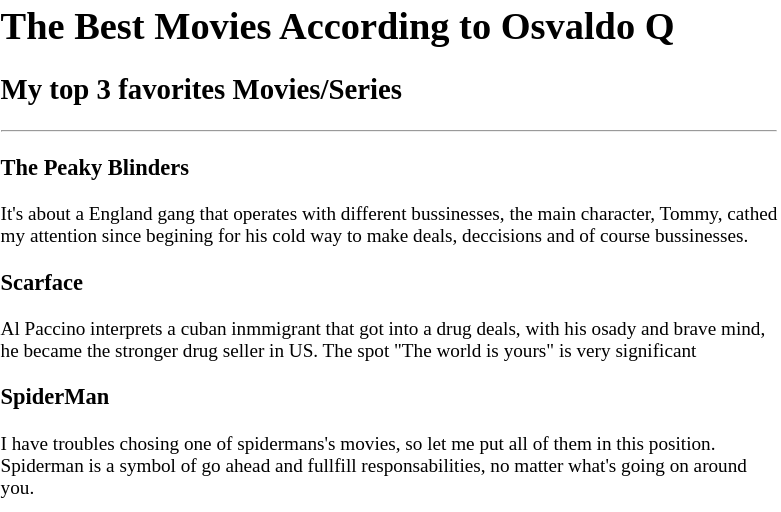 The Best Movies According to Osvaldo Q
My top 3 favorites Movies/Series
The Peaky Blinders
It's about a England gang that operates with different bussinesses, the main character, Tommy, cathed
my attention since begining for his cold way to make deals, deccisions and of course bussinesses.
Scarface
Al Paccino interprets a cuban inmmigrant that got into a drug deals, with his osady and brave mind,
he became the stronger drug seller in US. The spot "The world is yours" is very significant
SpiderMan
I have troubles chosing one of spidermans's movies, so let me put all of them in this position.
Spiderman is a symbol of go ahead and fullfill responsabilities, no matter what's going on around
you.